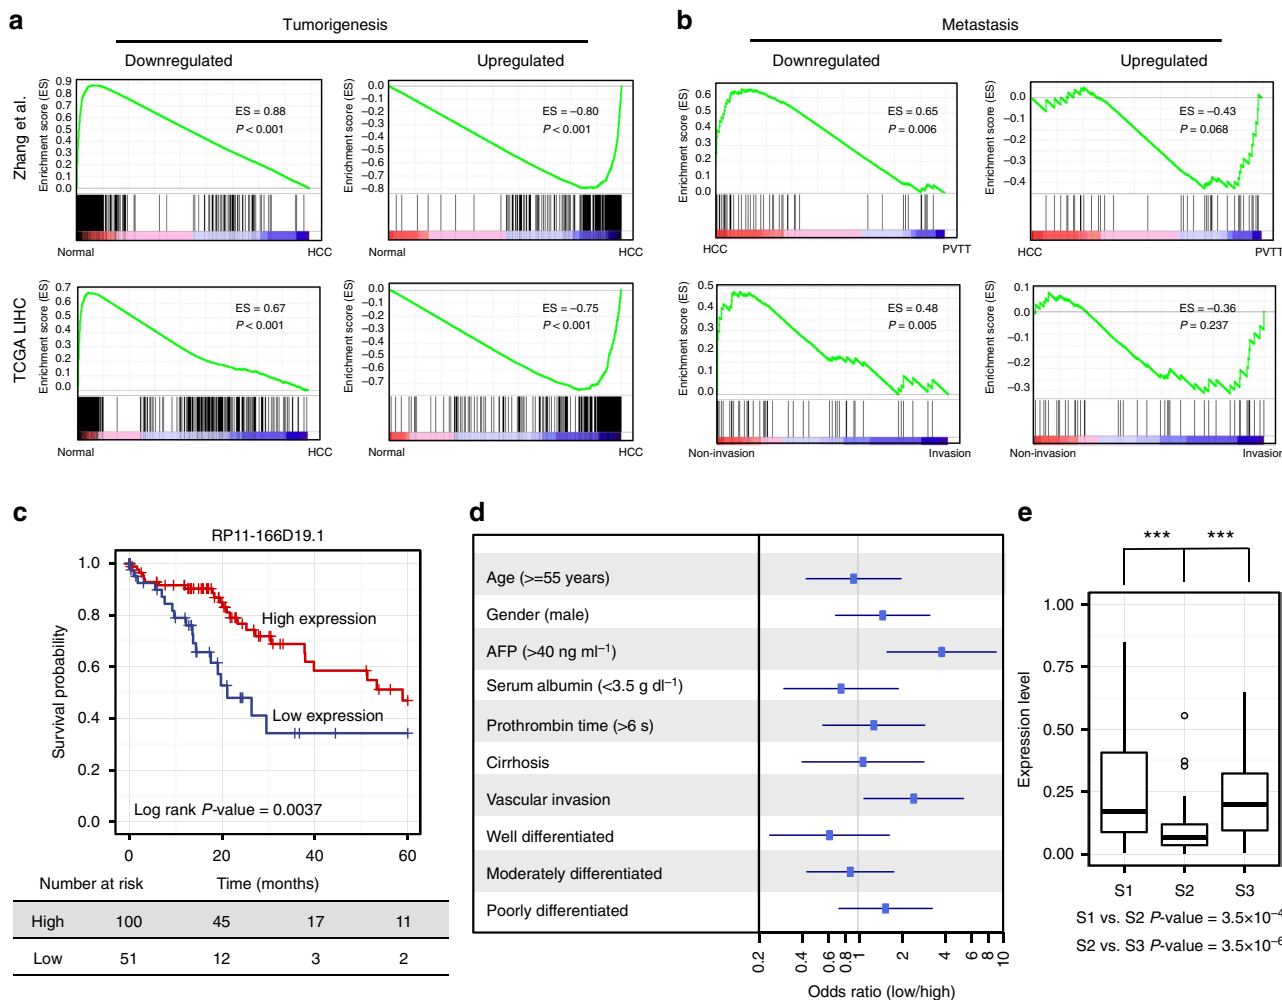 a
Tumorigenesis
Downregulated
Upregulated
Zhang et al.
Enrichment score (ES)
0.9
0.8
0.7
0.6
0.5
0.4
0.3
0.2
0.1
0.0
ES = 0.88
P < 0.001
Normal
HCC
Enrichment score (ES)
0.0
−0.1
−0.2
−0.3
−0.4
−0.5
−0.6
−0.7
−0.8
ES = −0.80
P < 0.001
Normal
HCC
TCGA LIHC
Enrichment score (ES)
0.7
0.6
0.5
0.4
0.3
0.2
0.1
0.0
ES = 0.67
P < 0.001
Normal
HCC
Enrichment score (ES)
0.0
−0.1
−0.2
−0.3
−0.4
−0.5
−0.6
−0.7
ES = −0.75
P < 0.001
Normal
HCC
b
Metastasis
Downregulated
Upregulated
Enrichment score (ES)
0.6
0.5
0.4
0.3
0.2
0.1
0.0
ES = 0.65
P = 0.006
HCC
PVTT
Enrichment score (ES)
0.0
−0.1
−0.2
−0.3
−0.4
ES = −0.43
P = 0.068
HCC
PVTT
Enrichment score (ES)
0.5
0.4
0.3
0.2
0.1
0.0
ES = 0.48
P = 0.005
Non-invasion
Invasion
Enrichment score (ES)
0.1
0.0
−0.1
−0.2
−0.3
ES = −0.36
P = 0.237
Non-invasion
Invasion
c
RP11-166D19.1
Survival probability
1.0
0.8
0.6
0.4
0.2
0.0
High expression
Low expression
Log rank P-value = 0.0037
0 20 40 60
Number at risk Time (months)
High 100 45 17 11
Low 51 12 3 2
d
Age (>=55 years)
Gender (male)
AFP (>40 ng ml⁻¹)
Serum albumin (<3.5 g dl⁻¹)
Prothrombin time (>6 s)
Cirrhosis
Vascular invasion
Well differentiated
Moderately differentiated
Poorly differentiated
0.2 0.4 0.6 0.8 1 2 4 6 8 10
Odds ratio (low/high)
e
*** ***
Expression level
1.00
0.75
0.50
0.25
0.00
S1 S2 S3
S1 vs. S2 P-value = 3.5×10⁻⁴
S2 vs. S3 P-value = 3.5×10⁻⁶